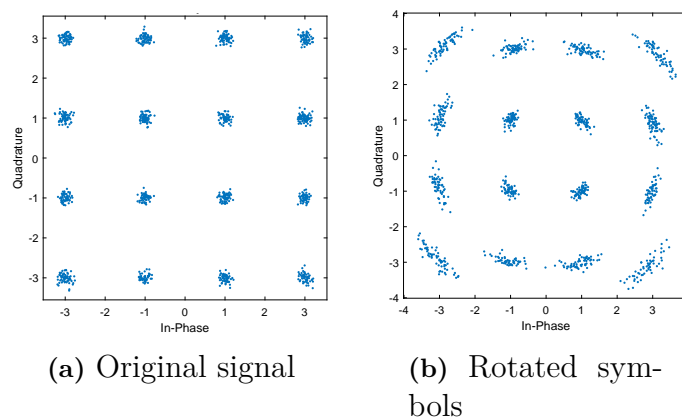 3
2
1
0
-1
-2
-3
-3 -2 -1 0 1 2 3
Quadrature
In-Phase
(a) Original signal
4
3
2
1
0
-1
-2
-3
-4
-4 -3 -2 -1 0 1 2 3
Quadrature
In-Phase
(b) Rotated sym-
bols